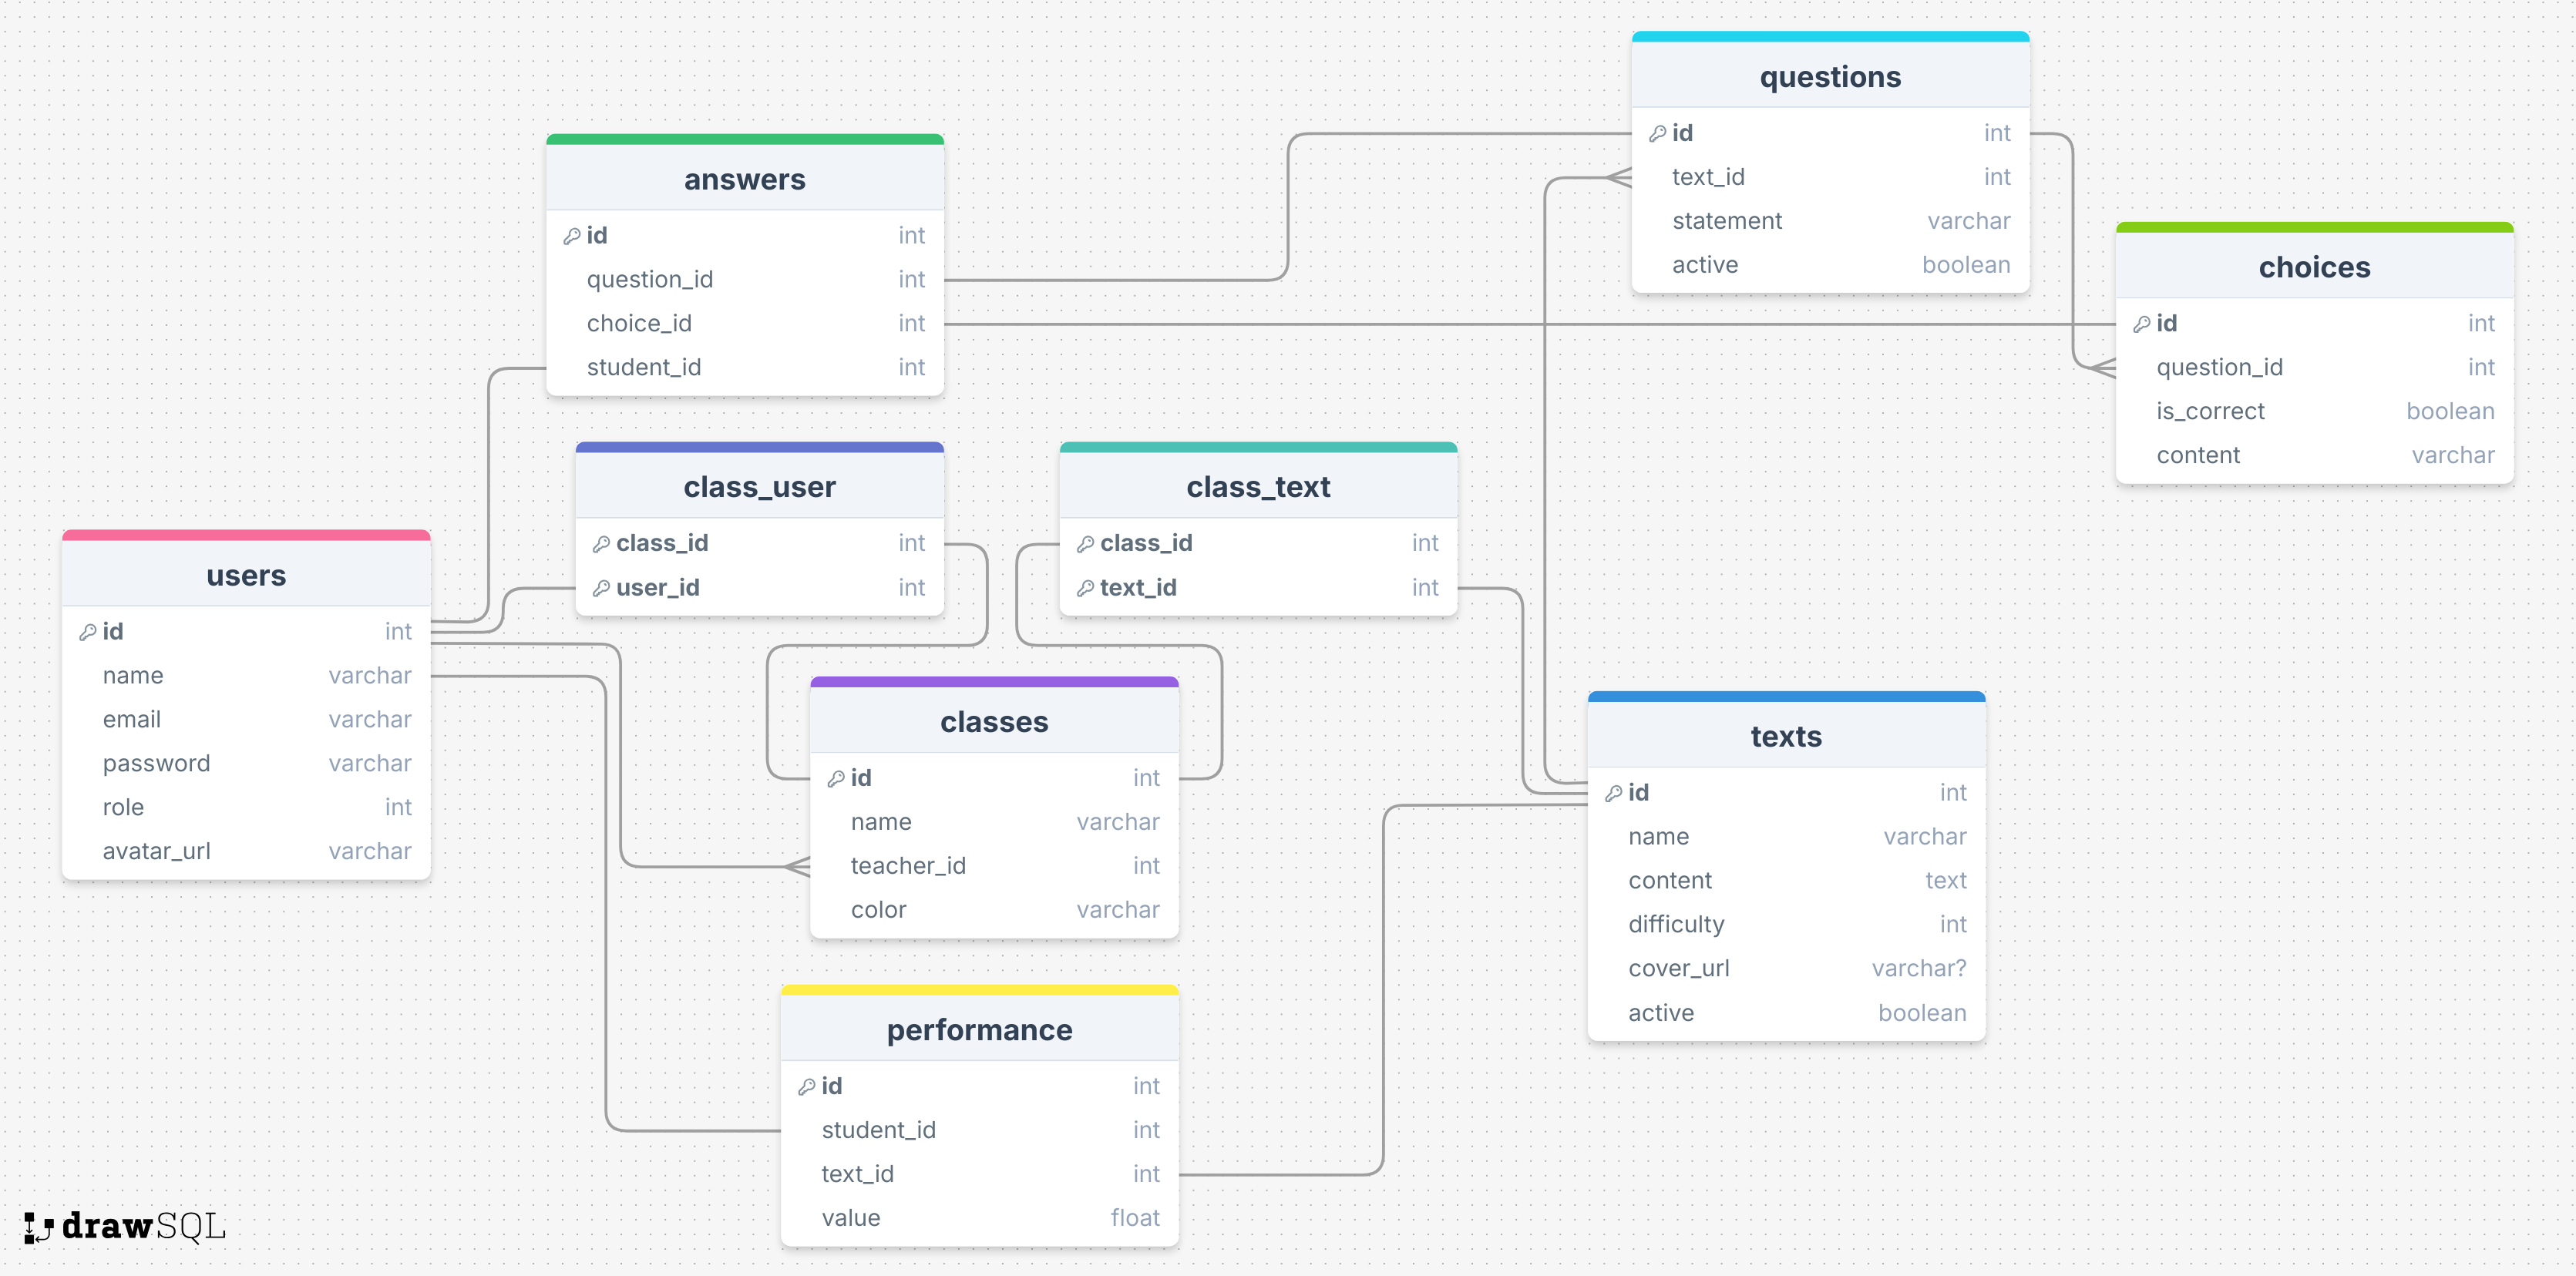 questions
id int
text_id int
statement varchar
active boolean
answers
id int
question_id int
choice_id int
student_id int
choices
id int
question_id int
is_correct boolean
content varchar
class_user
class_id int
user_id int
class_text
class_id int
text_id int
users
id int
name varchar
email varchar
password varchar
role int
avatar_url varchar
classes
id int
name varchar
teacher_id int
color varchar
texts
id int
name varchar
content text
difficulty int
cover_url varchar?
active boolean
performance
id int
student_id int
text_id int
value float
drawSQL